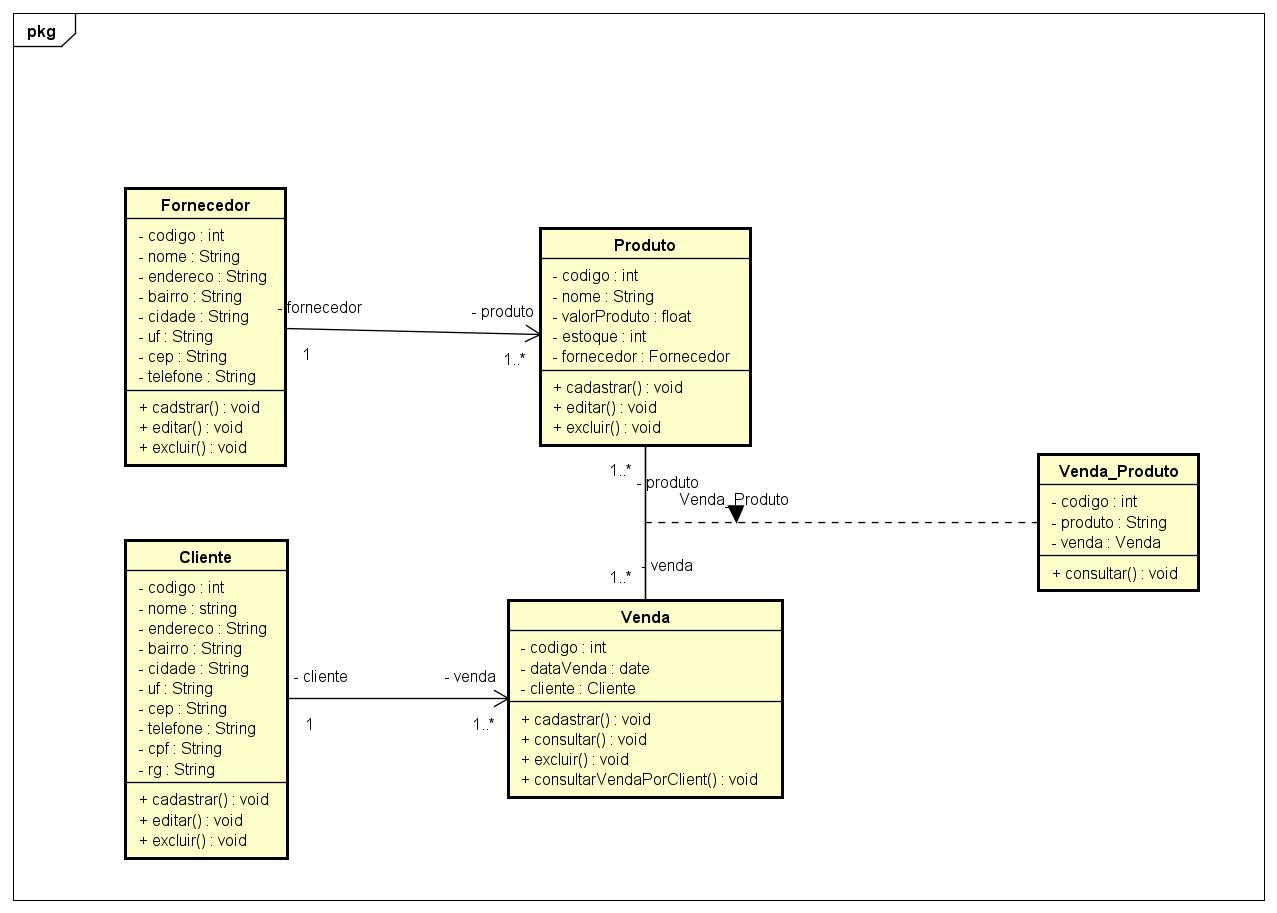 pkg
Fornecedor
- codigo : int
- nome : String
- endereco : String
- bairro : String
- cidade : String
- uf : String
- cep : String
- telefone : String
+ cadstrar() : void
+ editar() : void
+ excluir() : void
- fornecedor
1
- produto
1..*
Produto
- codigo : int
- nome : String
- valorProduto : float
- estoque : int
- fornecedor : Fornecedor
+ cadastrar() : void
+ editar() : void
+ excluir() : void
1..*
- produto
Venda_Produto
- venda
1..*
Venda_Produto
- codigo : int
- produto : String
- venda : Venda
+ consultar() : void
Cliente
- codigo : int
- nome : string
- endereco : String
- bairro : String
- cidade : String
- uf : String
- cep : String
- telefone : String
- cpf : String
- rg : String
+ cadastrar() : void
+ editar() : void
+ excluir() : void
- cliente
1
- venda
1..*
Venda
- codigo : int
- dataVenda : date
- cliente : Cliente
+ cadastrar() : void
+ consultar() : void
+ excluir() : void
+ consultarVendaPorClient() : void